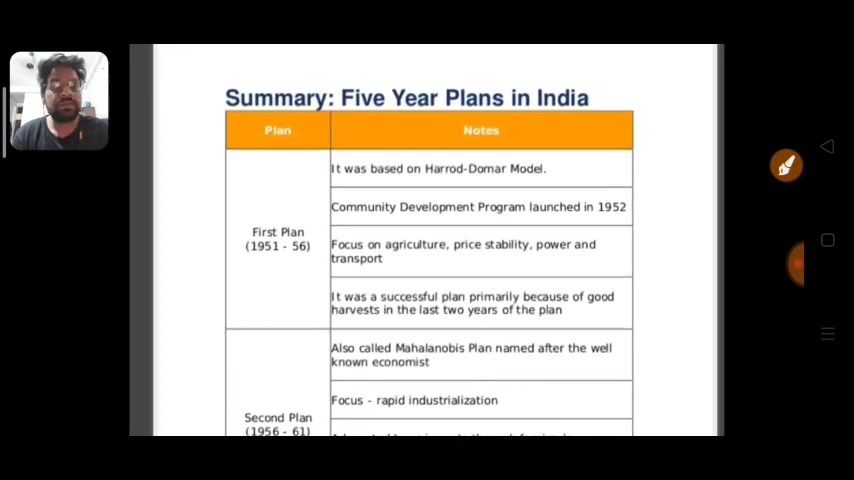 Summary: Five Year Plans in India
Plan
Notes
First Plan
(1951 - 56)
It was based on Harrod-Domar Model.
Community Development Program launched in 1952
Focus on agriculture, price stability, power and
transport
It was a successful plan primarily because of good
harvests in the last two years of the plan
Second Plan
(1956 - 61)
Also called Mahalanobis Plan named after the well
known economist
Focus - rapid industrialization